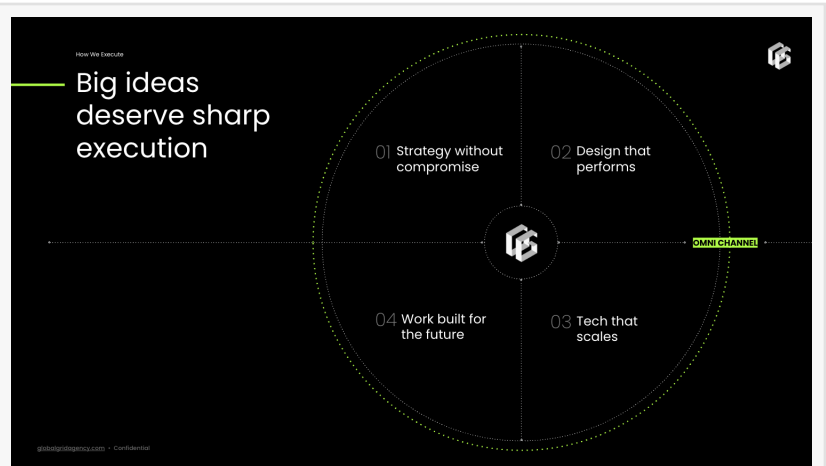 How We Execute
Big ideas
deserve sharp
execution
01 Strategy without
compromise
02 Design that
performs
OMNI CHANNEL
04 Work built for
the future
03 Tech that
scales
globalgridagency.com • Confidential